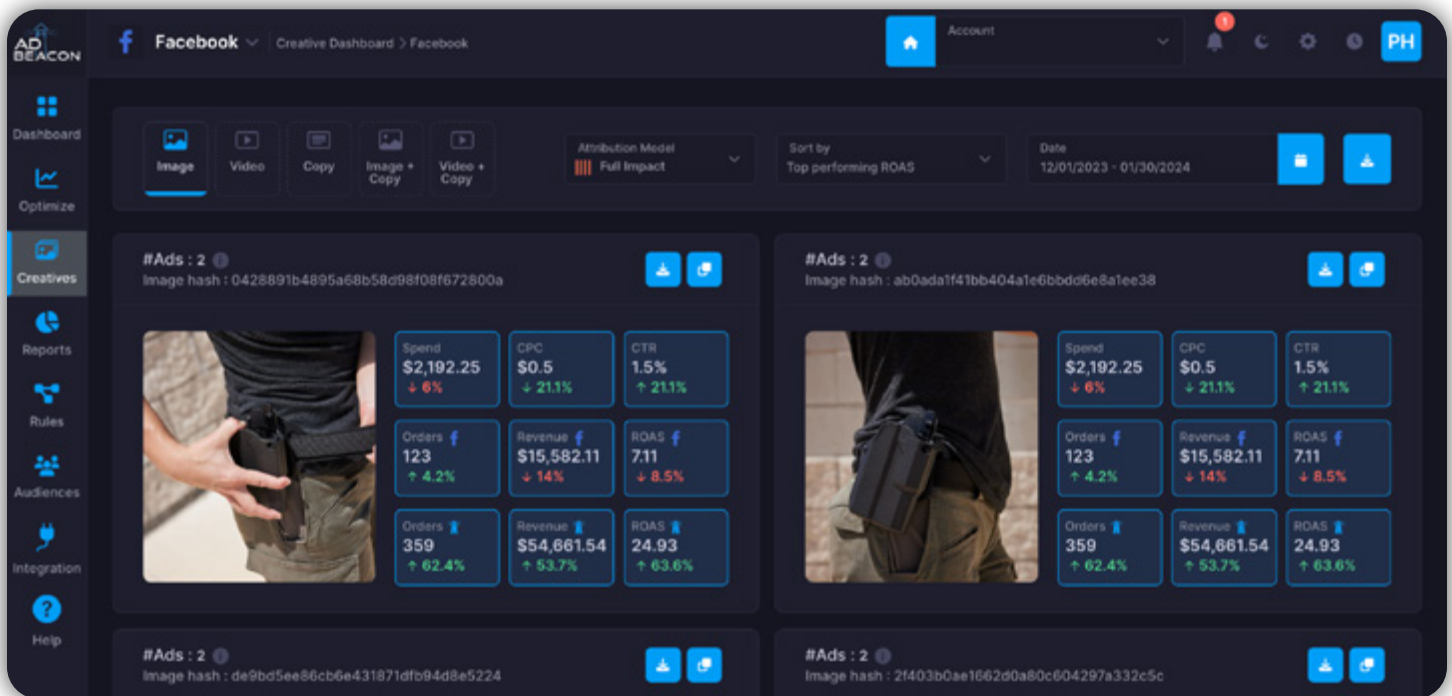 AD
BEACON
Facebook
Creative Dashboard > Facebook
Account
1
PH
Dashboard
Optimize
Creatives
Reports
Rules
Audiences
Integration
Help
Image
Video
Copy
Image +
Copy
Video +
Copy
Attribution Model
Full Impact
Sort by
Top performing ROAS
Date
12/01/2023 - 01/30/2024
#Ads : 2
Image hash : 0428891b4895a68b58d98f08f672800a
Spend
$2,192.25
↓ 6%
CPC
$0.5
↓ 21.1%
CTR
1.5%
↑ 21.1%
Orders
123
↑ 4.2%
Revenue
$15,582.11
↓ 14%
ROAS
7.11
↓ 8.5%
Orders
359
↑ 62.4%
Revenue
$54,661.54
↑ 53.7%
ROAS
24.93
↑ 63.6%
#Ads : 2
Image hash : ab0ada1f41bb404a1e6bbdd6e8a1ee38
Spend
$2,192.25
↓ 6%
CPC
$0.5
↓ 21.1%
CTR
1.5%
↑ 21.1%
Orders
123
↑ 4.2%
Revenue
$15,582.11
↓ 14%
ROAS
7.11
↓ 8.5%
Orders
359
↑ 62.4%
Revenue
$54,661.54
↑ 53.7%
ROAS
24.93
↑ 63.6%
#Ads : 2
Image hash : de9bd5ee86cb6e431871dfb94d8e5224
#Ads : 2
Image hash : 2f403b0ae1662d0a80c604297a332c5c